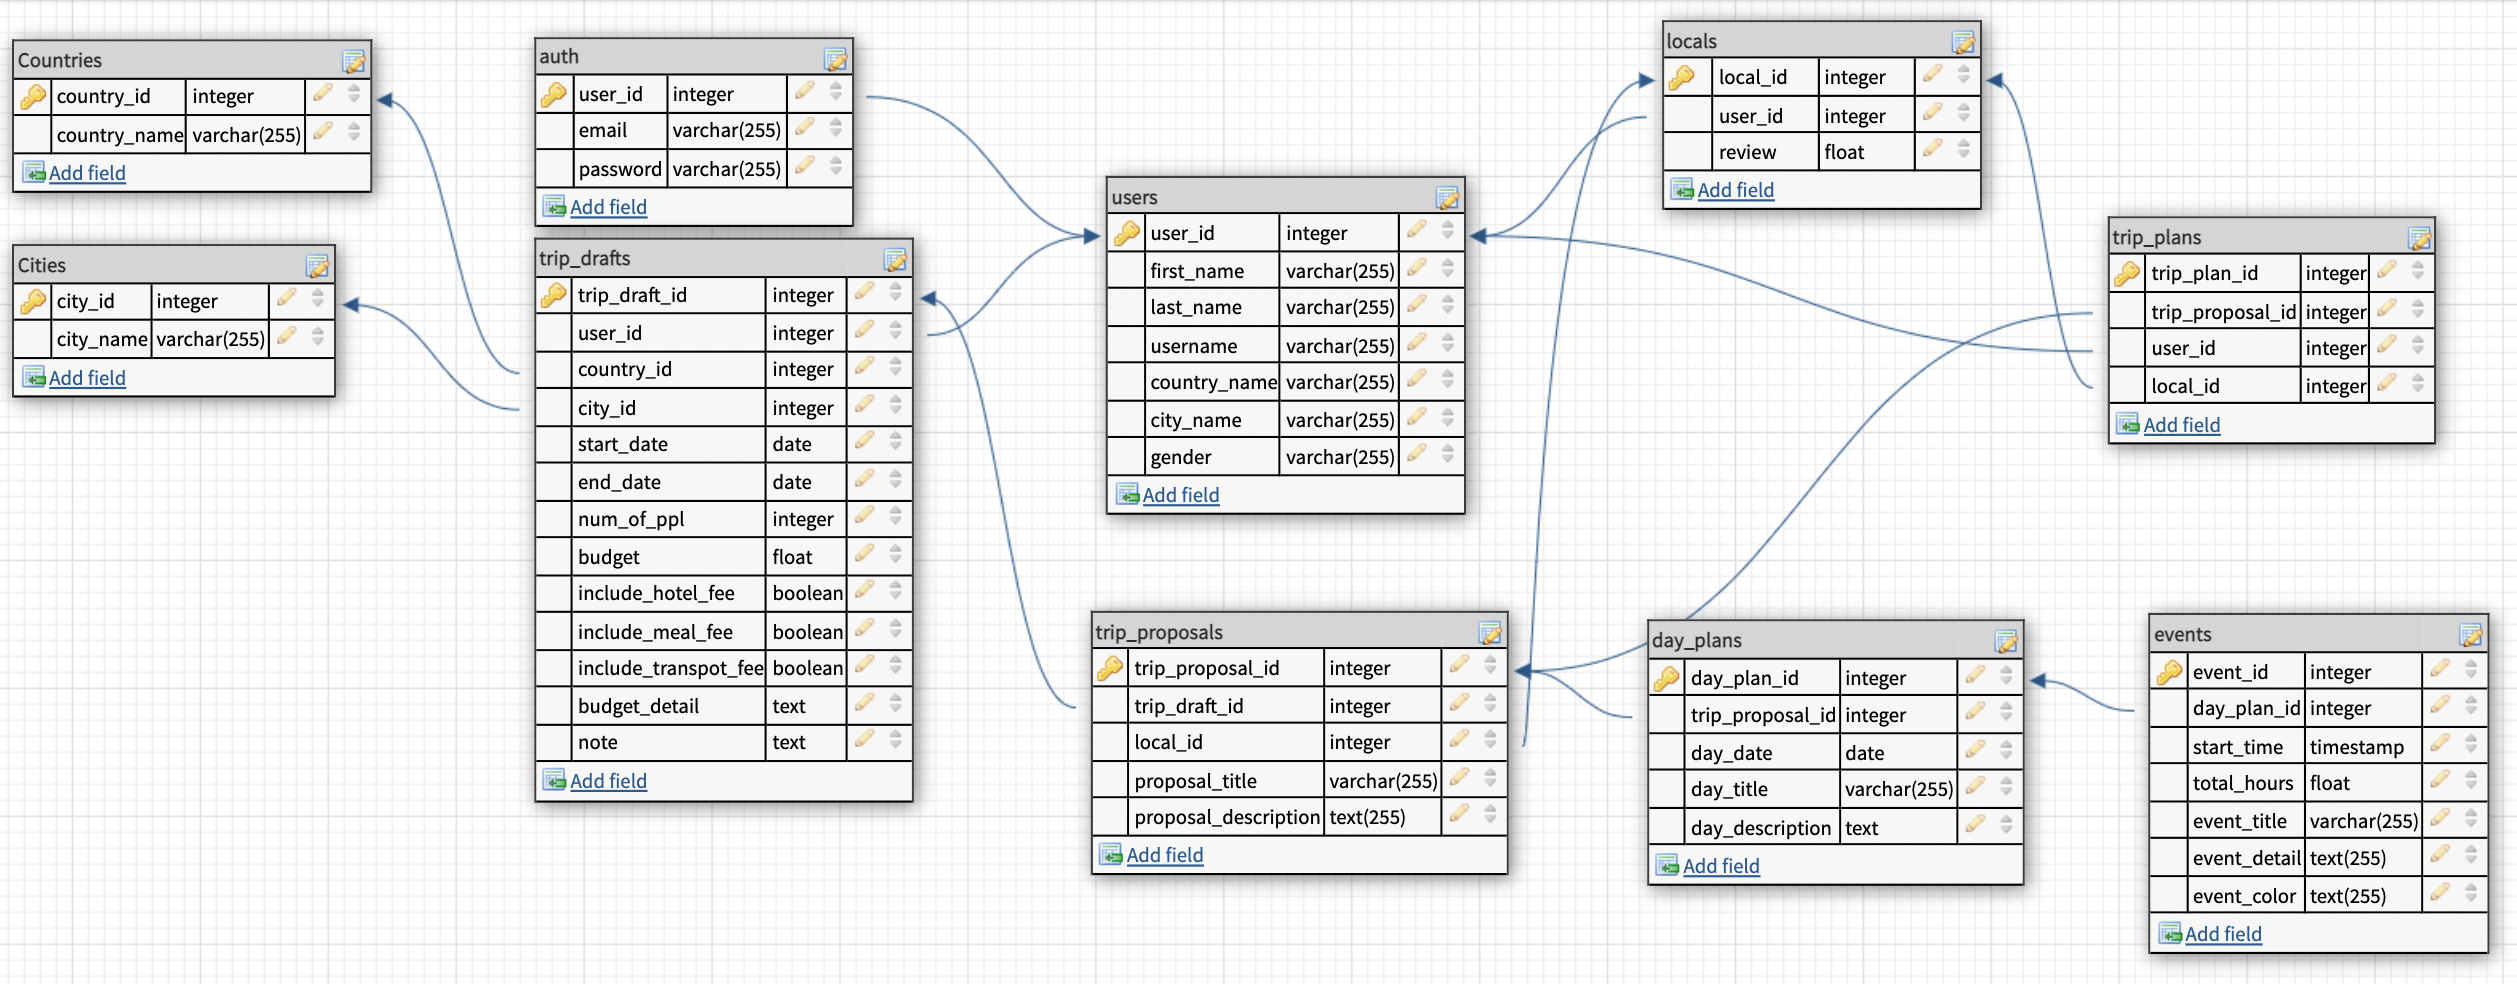 Countries
country_id integer
country_name varchar(255)
Add field
Cities
city_id integer
city_name varchar(255)
Add field
auth
user_id integer
email varchar(255)
password varchar(255)
Add field
trip_drafts
trip_draft_id integer
user_id integer
country_id integer
city_id integer
start_date date
end_date date
num_of_ppl integer
budget float
include_hotel_fee boolean
include_meal_fee boolean
include_transpot_fee boolean
budget_detail text
note text
Add field
users
user_id integer
first_name varchar(255)
last_name varchar(255)
username varchar(255)
country_name varchar(255)
city_name varchar(255)
gender varchar(255)
Add field
trip_proposals
trip_proposal_id integer
trip_draft_id integer
local_id integer
proposal_title varchar(255)
proposal_description text(255)
Add field
locals
local_id integer
user_id integer
review float
Add field
day_plans
day_plan_id integer
trip_proposal_id integer
day_date date
day_title varchar(255)
day_description text
Add field
trip_plans
trip_plan_id integer
trip_proposal_id integer
user_id integer
local_id integer
Add field
events
event_id integer
day_plan_id integer
start_time timestamp
total_hours float
event_title varchar(255)
event_detail text(255)
event_color text(255)
Add field